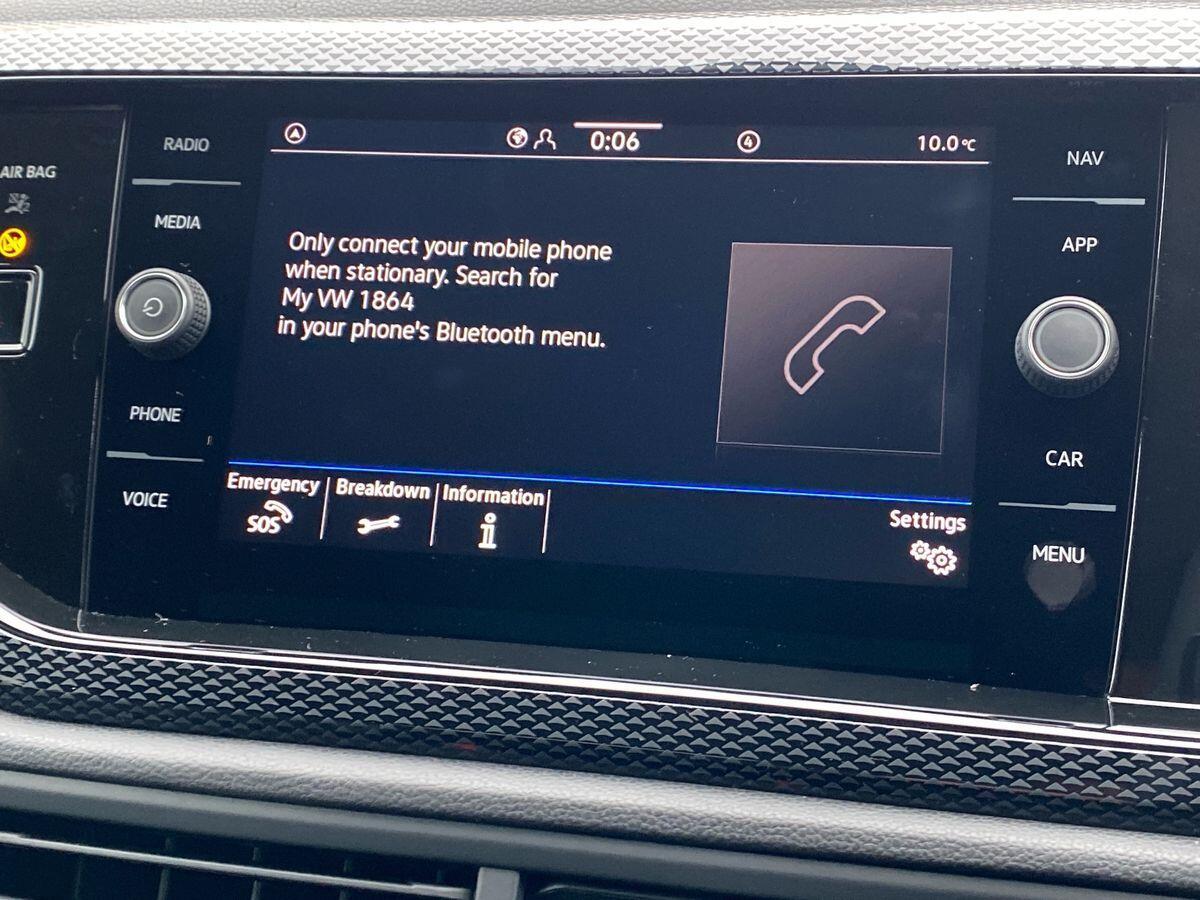 AIR BAG
RADIO
MEDIA
PHONE
VOICE
0:06
4
10.0°C
Only connect your mobile phone
when stationary. Search for
My VW 1864
in your phone's Bluetooth menu.
Emergency
SOS
Breakdown
Information
i
Settings
NAV
APP
CAR
MENU